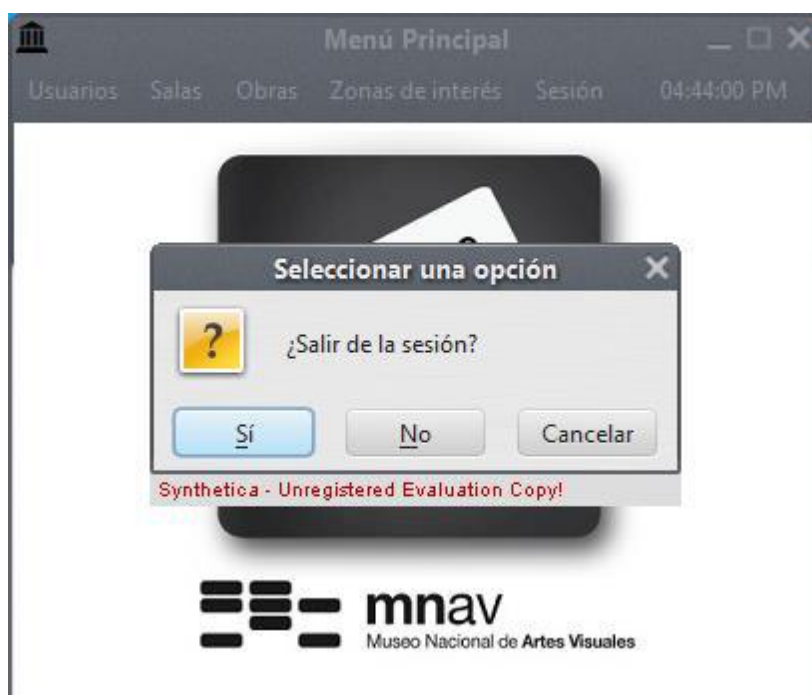 Menú Principal
Usuarios Salas Obras Zonas de interés Sesión 04:44:00 PM
Seleccionar una opción
?
¿Salir de la sesión?
Sí No Cancelar
Synthetica - Unregistered Evaluation Copy!
mnav
Museo Nacional de Artes Visuales